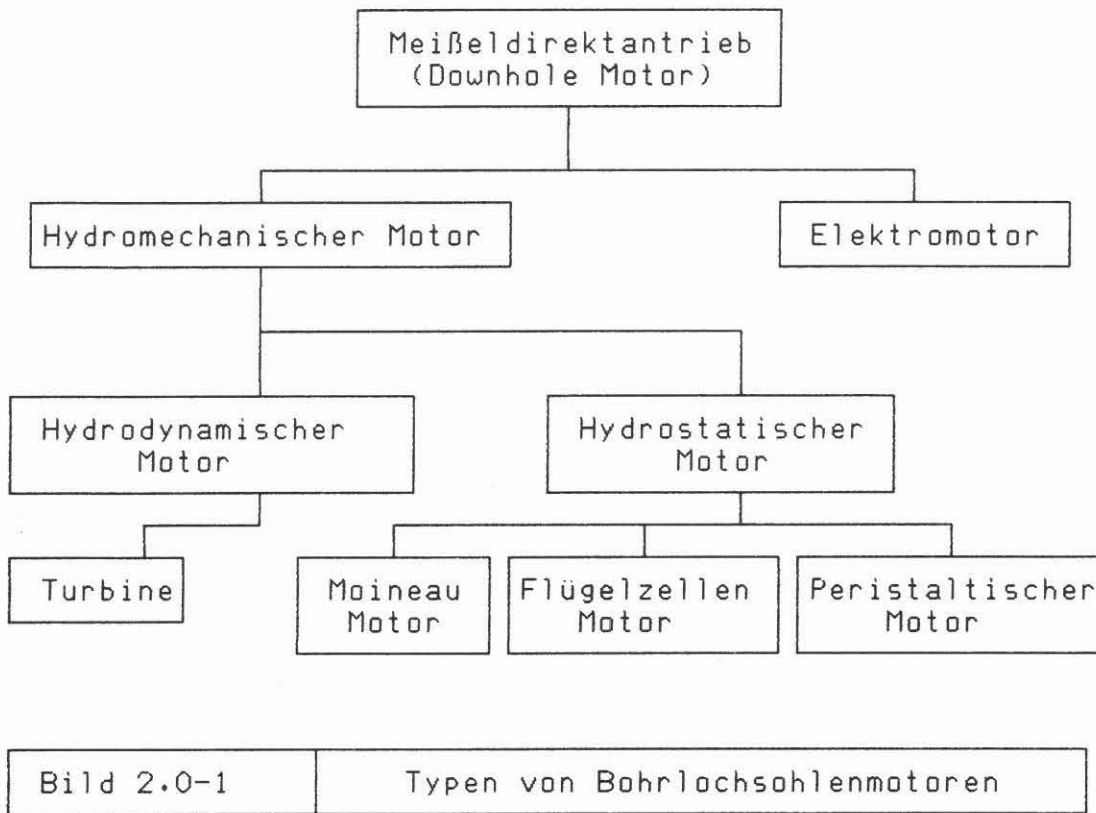 Meißeldirektantrieb
(Downhole Motor)
Hydromechanischer Motor
Elektromotor
Hydrodynamischer
Motor
Hydrostatischer
Motor
Turbine
Moineau
Motor
Flügelzellen
Motor
Peristaltischer
Motor
Bild 2.0-1
Typen von Bohrlochsohlenmotoren